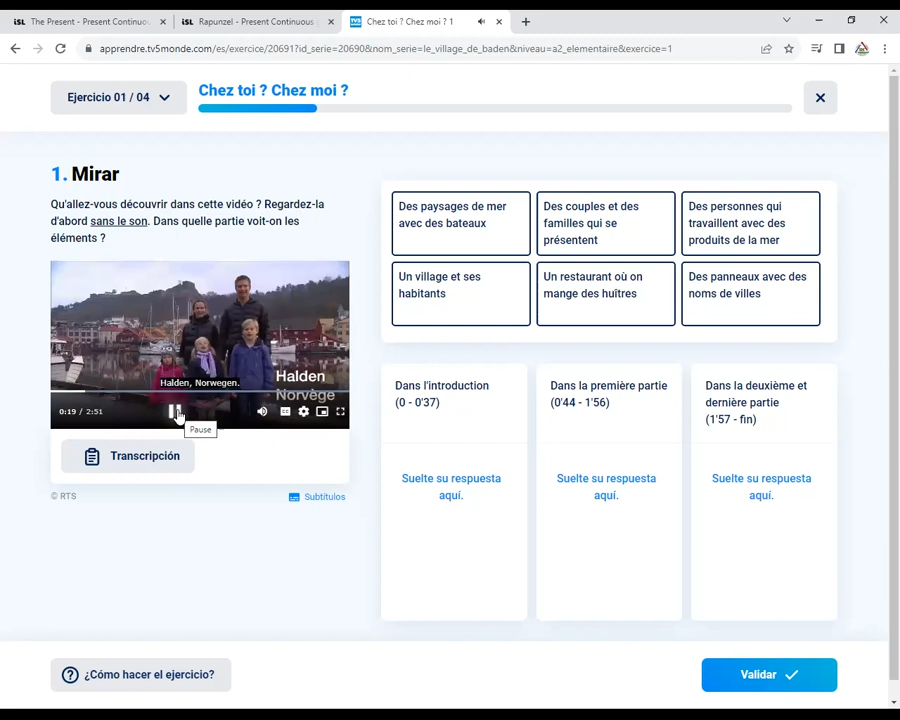 The Present - Present Continuou
Rapunzel - Present Continuous
Chez toi ? Chez moi ? 1
apprendre.tv5monde.com/es/exercice/20691?id_serie=20690&nom_serie=le_village_de_baden&niveau=a2_elementaire&exercice=1
Ejercicio 01 / 04
Chez toi ? Chez moi ?
1. Mirar
Qu'allez-vous découvrir dans cette vidéo ? Regardez-la
d'abord sans le son. Dans quelle partie voit-on les
éléments ?
Halden, Norwegen.
Halden
Norvège
0:19 / 2:51
Pause
Transcripción
© RTS
Subtítulos
Des paysages de mer
avec des bateaux
Des couples et des
familles qui se
présentent
Des personnes qui
travaillent avec des
produits de la mer
Un village et ses
habitants
Un restaurant où on
mange des huîtres
Des panneaux avec des
noms de villes
Dans l'introduction
(0 - 0'37)
Suelte su respuesta
aquí.
Dans la première partie
(0'44 - 1'56)
Suelte su respuesta
aquí.
Dans la deuxième et
dernière partie
(1'57 - fin)
Suelte su respuesta
aquí.
¿Cómo hacer el ejercicio?
Validar